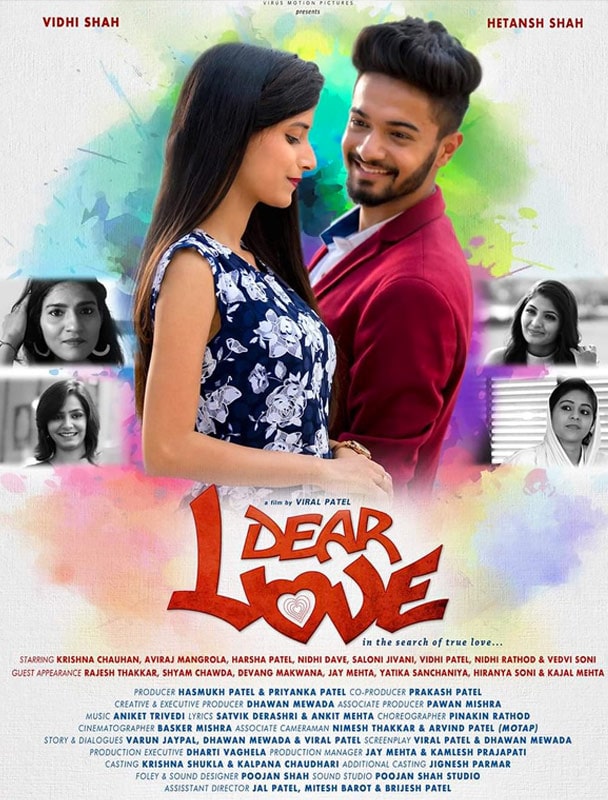 VIRUS MOTION PICTURES
presents
VIDHI SHAH
HETANSH SHAH
a film by VIRAL PATEL
DEAR
LOVE
in the search of true love...
STARRING KRISHNA CHAUHAN, AVIRAJ MANGROLA, HARSHA PATEL, NIDHI DAVE, SALONI JIVANI, VIDHI PATEL, NIDHI RATHOD & VEDVI SONI
GUEST APPEARANCE RAJESH THAKKAR, SHYAM CHAWDA, DEVANG MAKWANA, JAY MEHTA, YATIKA SANCHANIYA, HIRANYA SONI & KAJAL MEHTA
PRODUCER HASMUKH PATEL & PRIYANKA PATEL CO-PRODUCER PRAKASH PATEL
CREATIVE & EXECUTIVE PRODUCER DHAWAN MEWADA ASSOCIATE PRODUCER PAWAN MISHRA
MUSIC ANIKET TRIVEDI LYRICS SATVIK DERASHRI & ANKIT MEHTA CHOREOGRAPHER PINAKIN RATHOD
CINEMATOGRAPHER BASKER MISHRA ASSOCIATE CAMERAMAN NIMESH THAKKAR & ARVIND PATEL (MOTAP)
STORY & DIALOGUES VARUN JAYPAL, DHAWAN MEWADA & VIRAL PATEL SCREENPLAY VIRAL PATEL & DHAWAN MEWADA
PRODUCTION EXECUTIVE DHARTI VAGHELA PRODUCTION MANAGER JAY MEHTA & KAMLESH PRAJAPATI
CASTING KRISHNA SHUKLA & KALPANA CHAUDHARI ADDITIONAL CASTING JIGNESH PARMAR
FOLEY & SOUND DESIGNER POOJAN SHAH SOUND STUDIO POOJAN SHAH STUDIO
ASSISSTANT DIRECTOR JAL PATEL, MITESH BAROT & BRIJESH PATEL